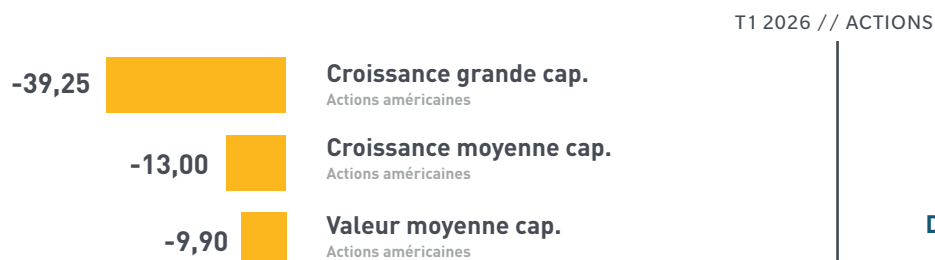 T1 2026 // ACTIONS
-39,25
Croissance grande cap.
Actions américaines
-13,00
Croissance moyenne cap.
Actions américaines
-9,90
Valeur moyenne cap.
Actions américaines